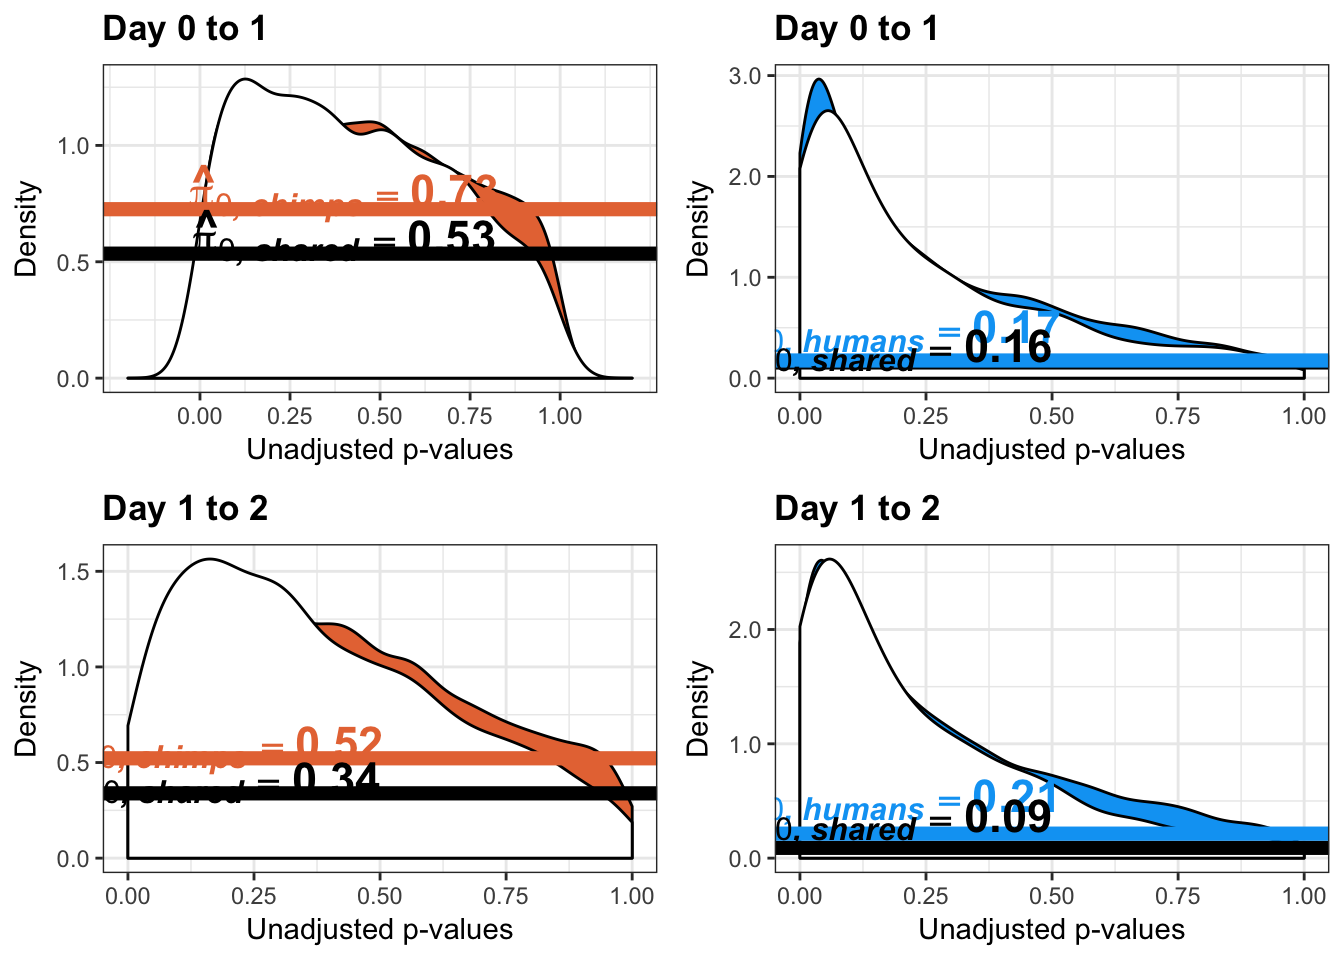 Day 0 to 1
Density
1.0
0.5
0.0
π̂0, chimps = 0.73
π̂0, shared = 0.53
0.00 0.25 0.50 0.75 1.00
Unadjusted p-values
Day 0 to 1
Density
3.0
2.0
1.0
0.0
0, humans = 0.17
0, shared = 0.16
0.00 0.25 0.50 0.75 1.00
Unadjusted p-values
Day 1 to 2
Density
1.5
1.0
0.5
0.0
0, chimps = 0.52
0, shared = 0.34
0.00 0.25 0.50 0.75 1.00
Unadjusted p-values
Day 1 to 2
Density
2.0
1.0
0.0
0, humans = 0.21
0, shared = 0.09
0.00 0.25 0.50 0.75 1.00
Unadjusted p-values